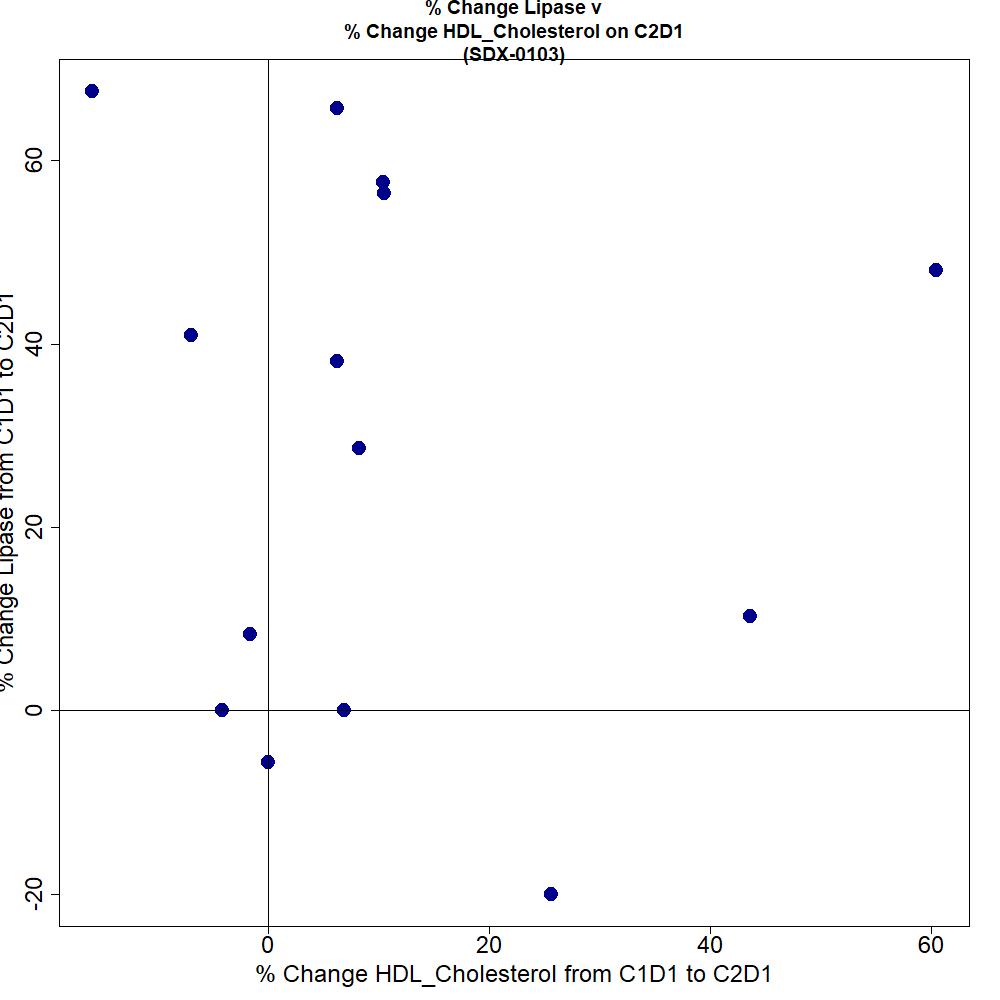 % Change Lipase v
% Change HDL_Cholesterol on C2D1
(SDX-0103)
% Change Lipase from C1D1 to C2D1
60
40
20
0
-20
0
20
40
60
% Change HDL_Cholesterol from C1D1 to C2D1